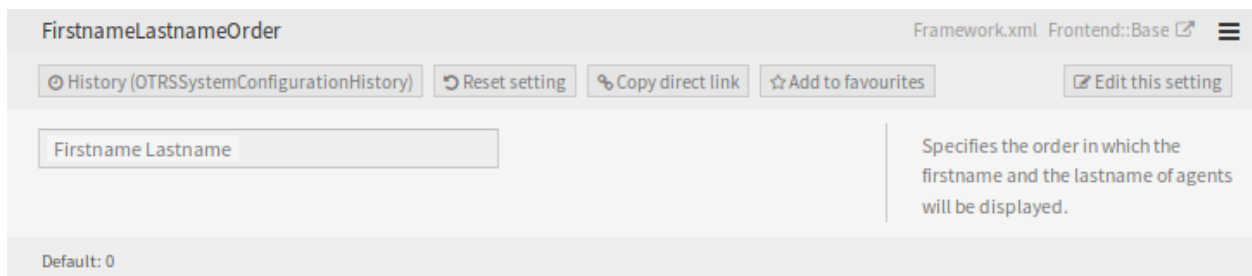 FirstnameLastnameOrder Framework.xml Frontend::Base
History (OTRSSystemConfigurationHistory) Reset setting Copy direct link Add to favourites Edit this setting
Firstname Lastname
Specifies the order in which the
firstname and the lastname of agents
will be displayed.
Default: 0